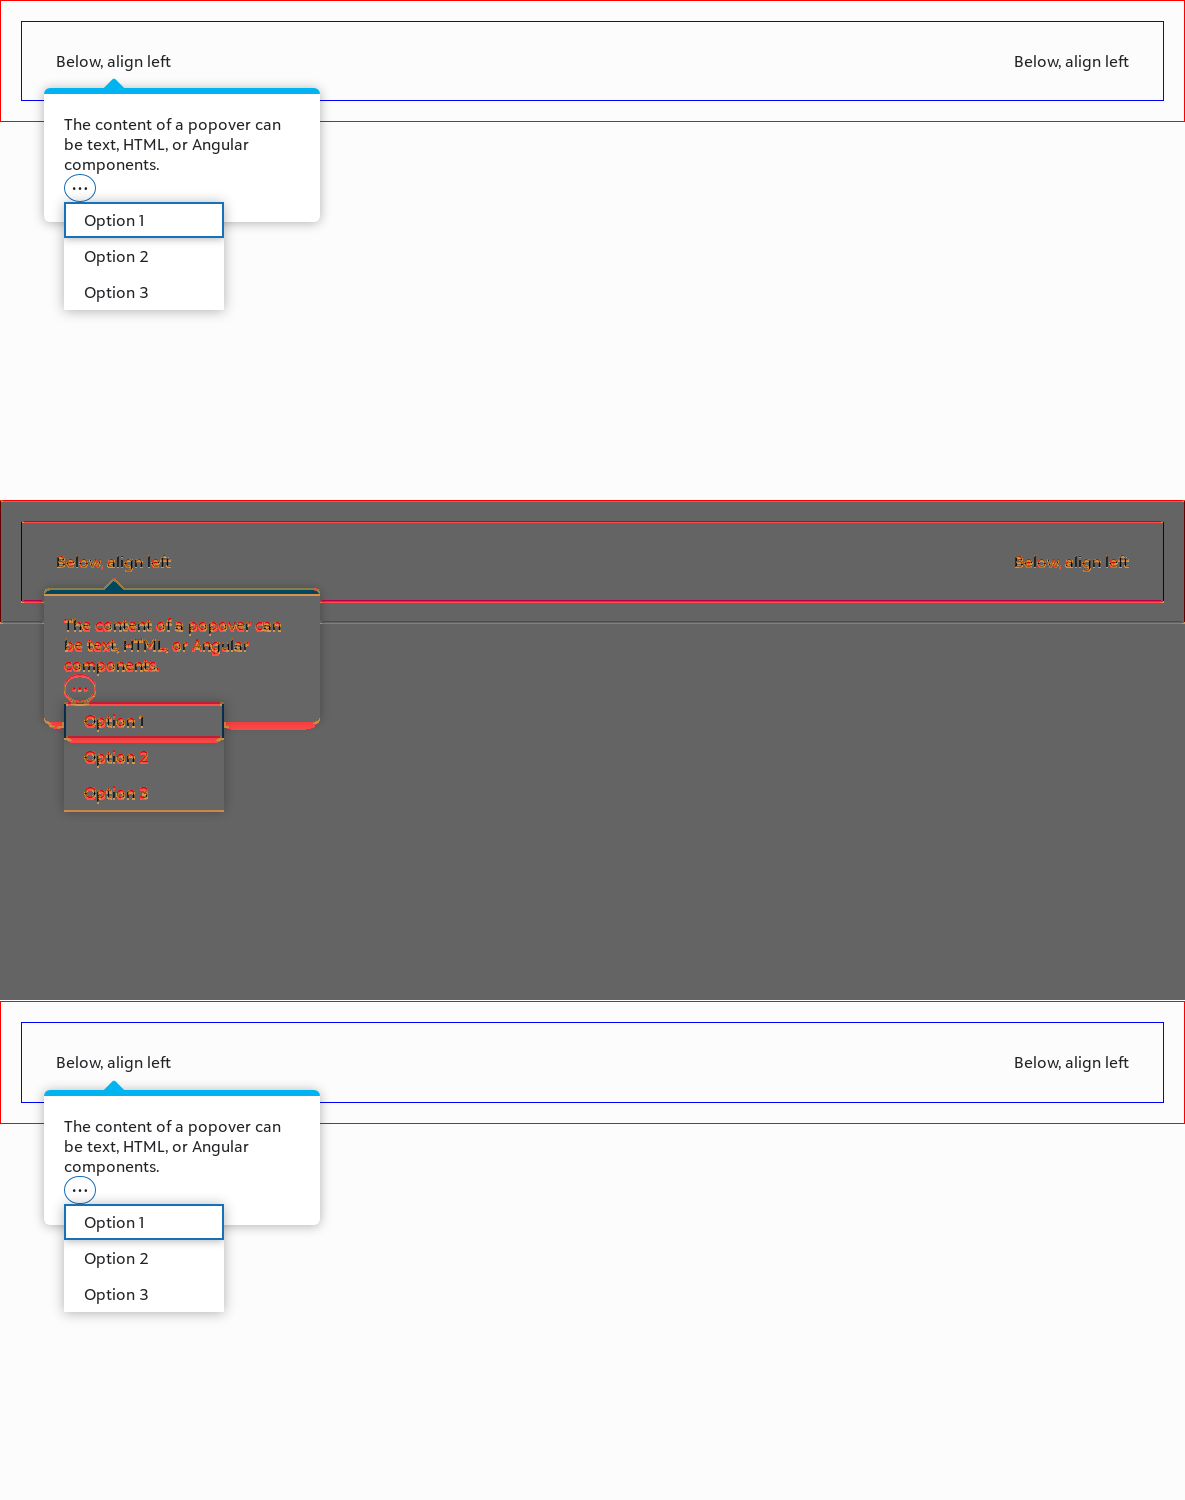 Below, align left
Below, align left
The content of a popover can
be text, HTML, or Angular
components.
Option 1
Option 2
Option 3
Below, align left
Below, align left
The content of a popover can
be text, HTML, or Angular
components.
Option 1
Option 2
Option 3
Below, align left
Below, align left
The content of a popover can
be text, HTML, or Angular
components.
Option 1
Option 2
Option 3